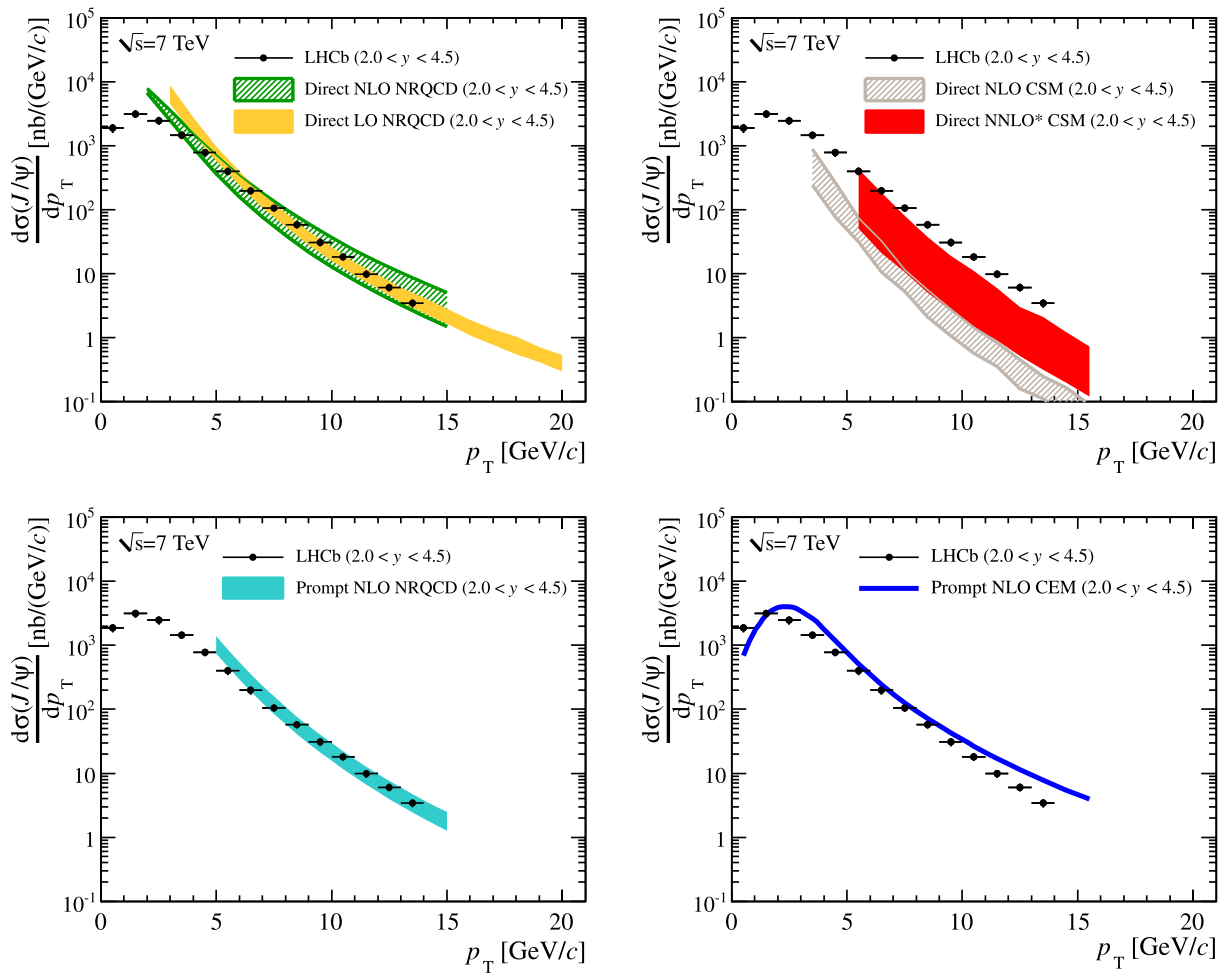 √s=7 TeV
LHCb (2.0 < y < 4.5)
Direct NLO NRQCD (2.0 < y < 4.5)
Direct LO NRQCD (2.0 < y < 4.5)
dσ(J/ψ)/dp_T [nb/(GeV/c)]
10^5
10^4
10^3
10^2
10
1
10^-1
0 5 10 15 20
p_T [GeV/c]
√s=7 TeV
LHCb (2.0 < y < 4.5)
Direct NLO CSM (2.0 < y < 4.5)
Direct NNLO* CSM (2.0 < y < 4.5)
dσ(J/ψ)/dp_T [nb/(GeV/c)]
10^5
10^4
10^3
10^2
10
1
10^-1
0 5 10 15 20
p_T [GeV/c]
√s=7 TeV
LHCb (2.0 < y < 4.5)
Prompt NLO NRQCD (2.0 < y < 4.5)
dσ(J/ψ)/dp_T [nb/(GeV/c)]
10^5
10^4
10^3
10^2
10
1
10^-1
0 5 10 15 20
p_T [GeV/c]
√s=7 TeV
LHCb (2.0 < y < 4.5)
Prompt NLO CEM (2.0 < y < 4.5)
dσ(J/ψ)/dp_T [nb/(GeV/c)]
10^5
10^4
10^3
10^2
10
1
10^-1
0 5 10 15 20
p_T [GeV/c]